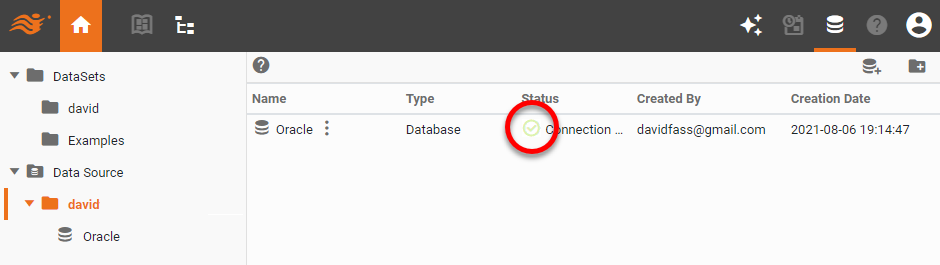 DataSets
david
Examples
Data Source
david
Oracle
Name Type Status Created By Creation Date
Oracle Database Connection ... davidfass@gmail.com 2021-08-06 19:14:47